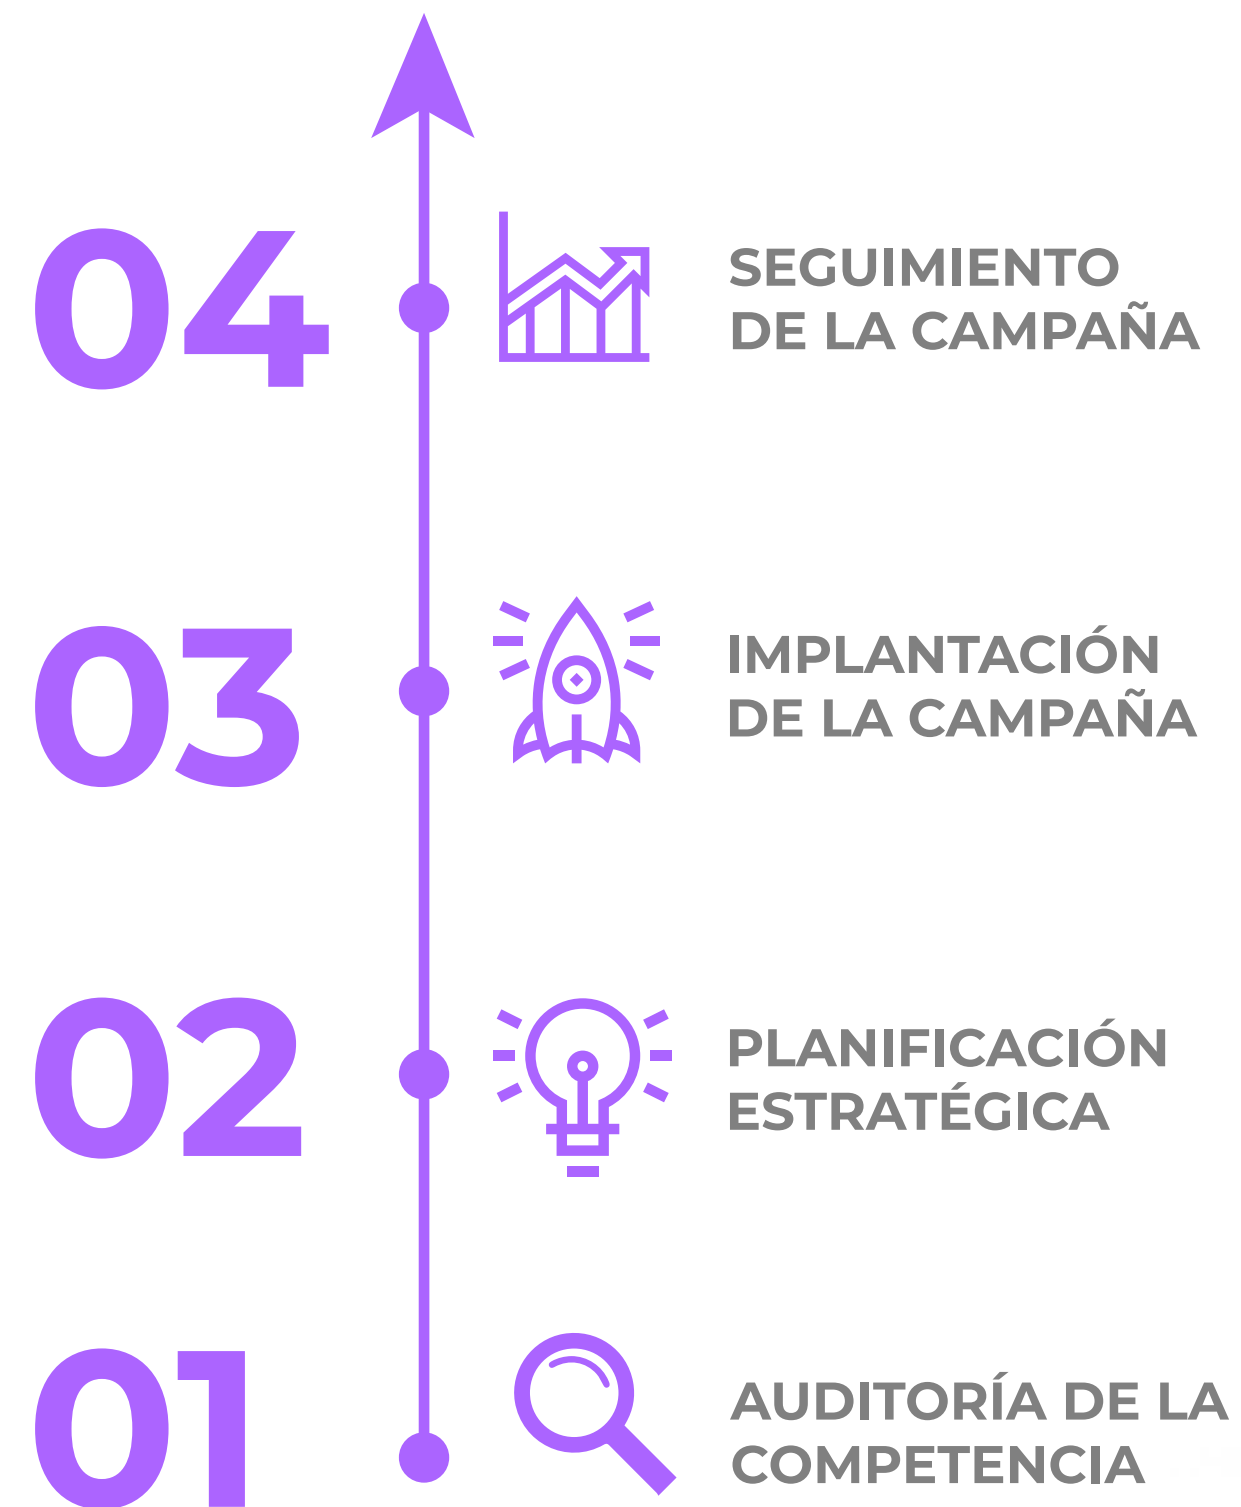 04
SEGUIMIENTO
DE LA CAMPAÑA
03
IMPLANTACIÓN
DE LA CAMPAÑA
02
PLANIFICACIÓN
ESTRATÉGICA
01
AUDITORÍA DE LA
COMPETENCIA